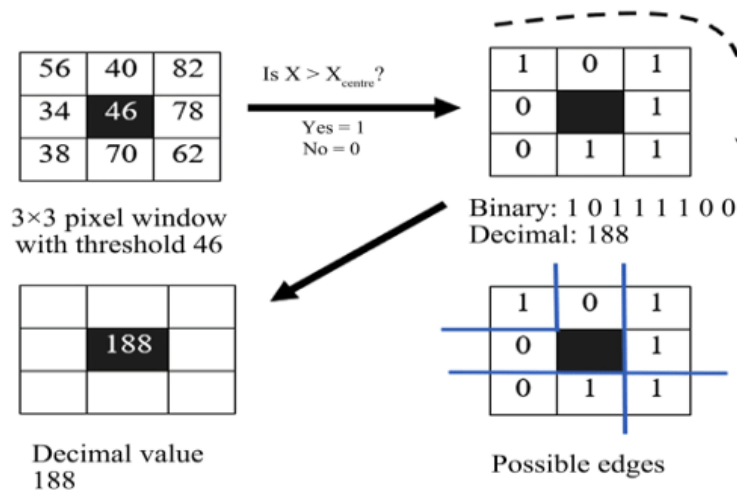 56 40 82
34 46 78
38 70 62
3×3 pixel window
with threshold 46
Is X > Xcentre?
Yes = 1
No = 0
1 0 1
0 1
0 1 1
Binary: 1 0 1 1 1 1 0 0
Decimal: 188
188
Decimal value
188
1 0 1
0 1
0 1 1
Possible edges